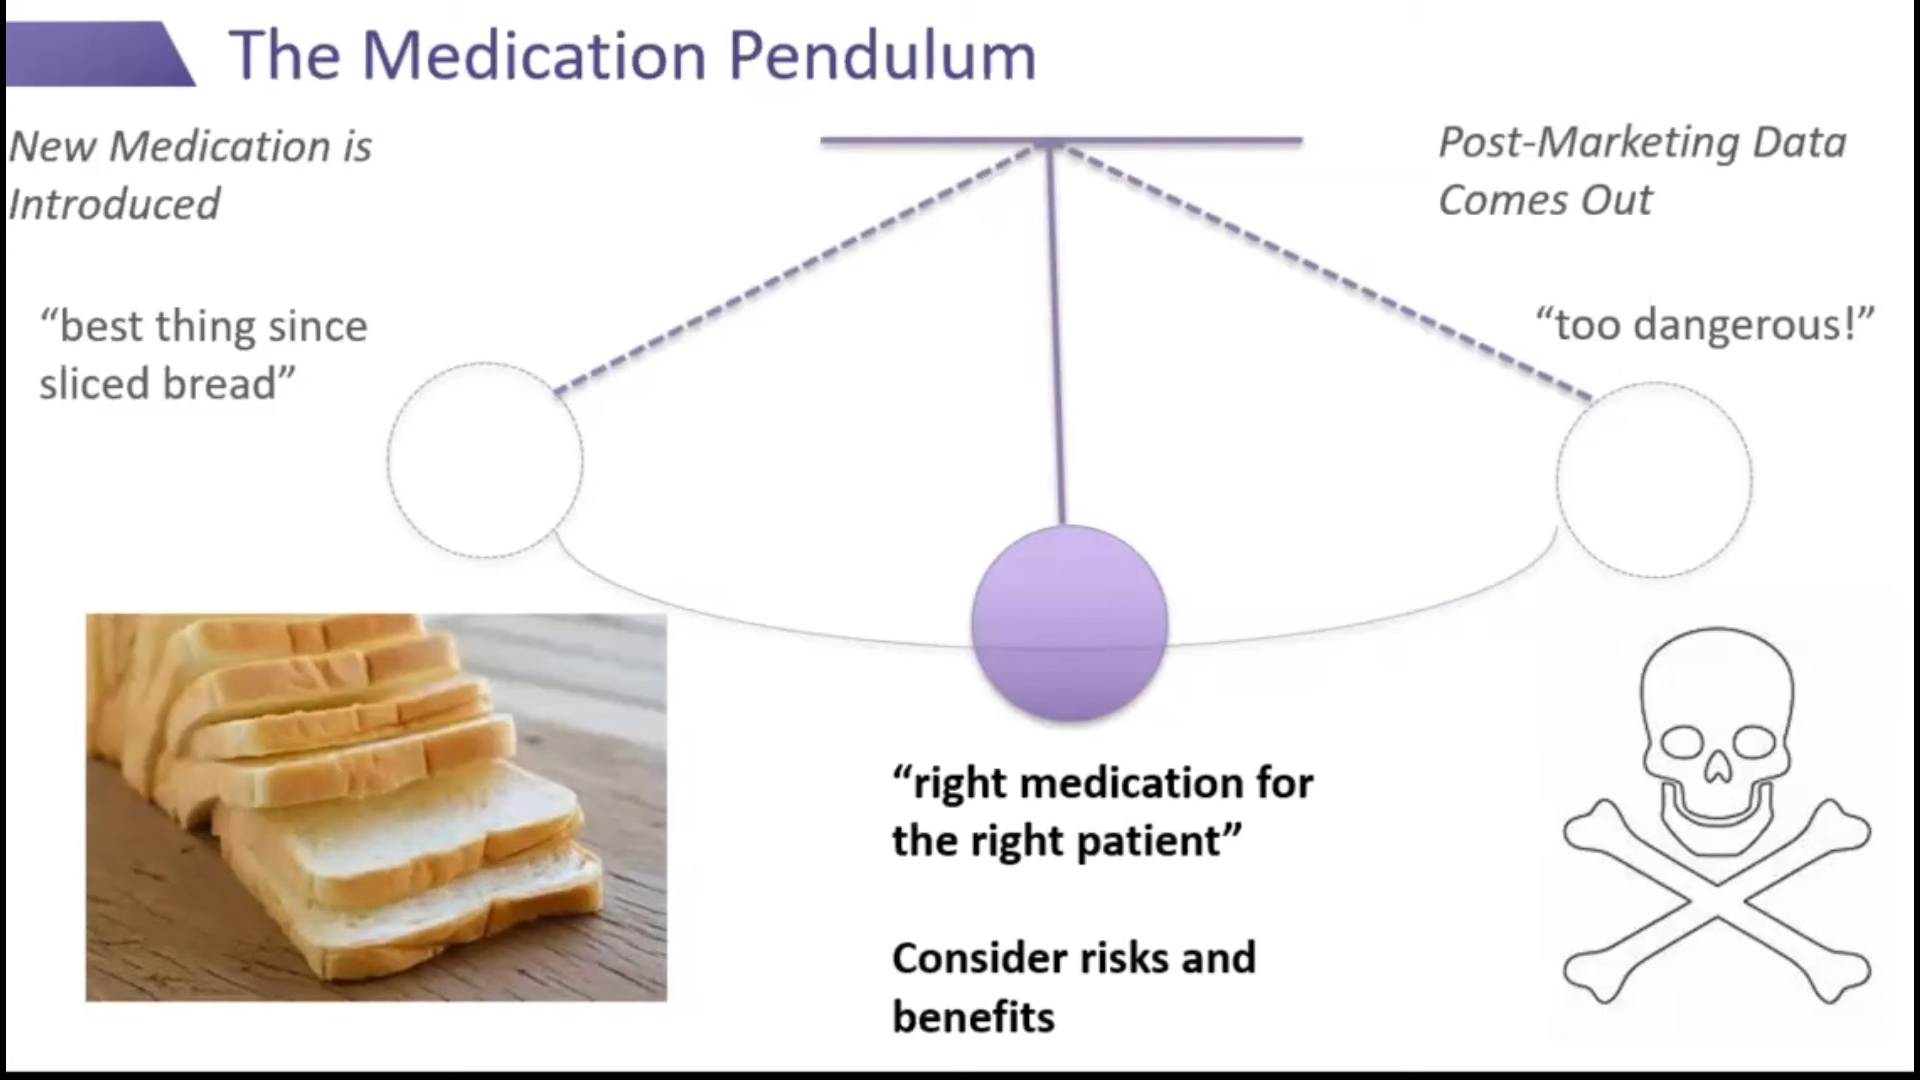 The Medication Pendulum
New Medication is
Introduced
“best thing since
sliced bread”
Post-Marketing Data
Comes Out
“too dangerous!”
“right medication for
the right patient”
Consider risks and
benefits